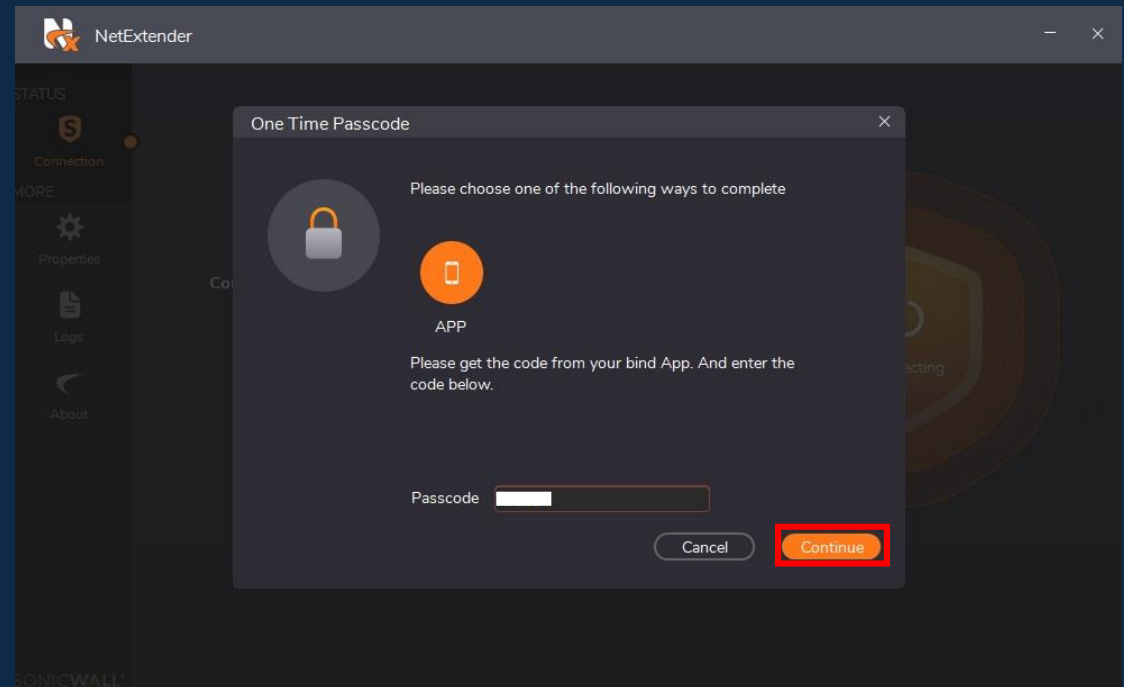 NetExtender
STATUS
Connection
MORE
Properties
Logs
About
One Time Passcode
Please choose one of the following ways to complete
APP
Please get the code from your bind App. And enter the
code below.
Passcode
Cancel
Continue
SONICWALL